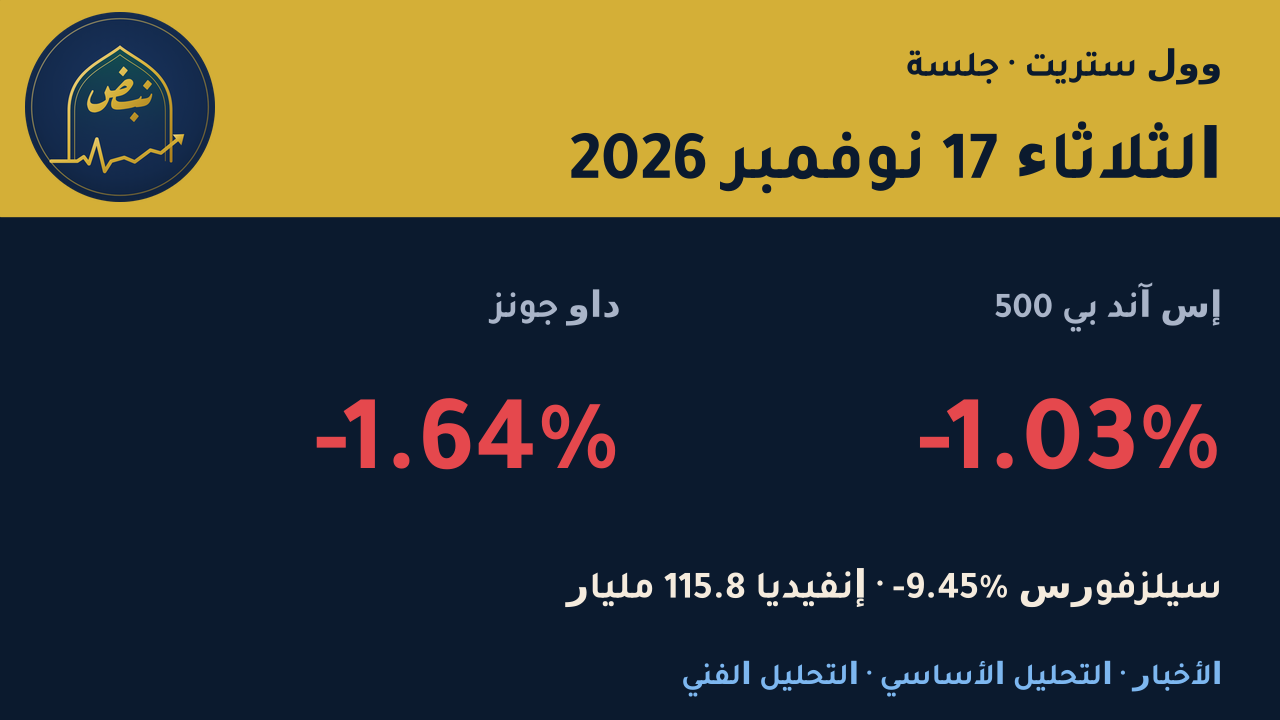 نبض
وول ستريت · جلسة
الثلاثاء 17 نوفمبر 2026
إس آند بي 500
داو جونز
-1.03%
-1.64%
سيلزفورس -9.45% · إنفيديا 115.8 مليار
الأخبار · التحليل الأساسي · التحليل الفني